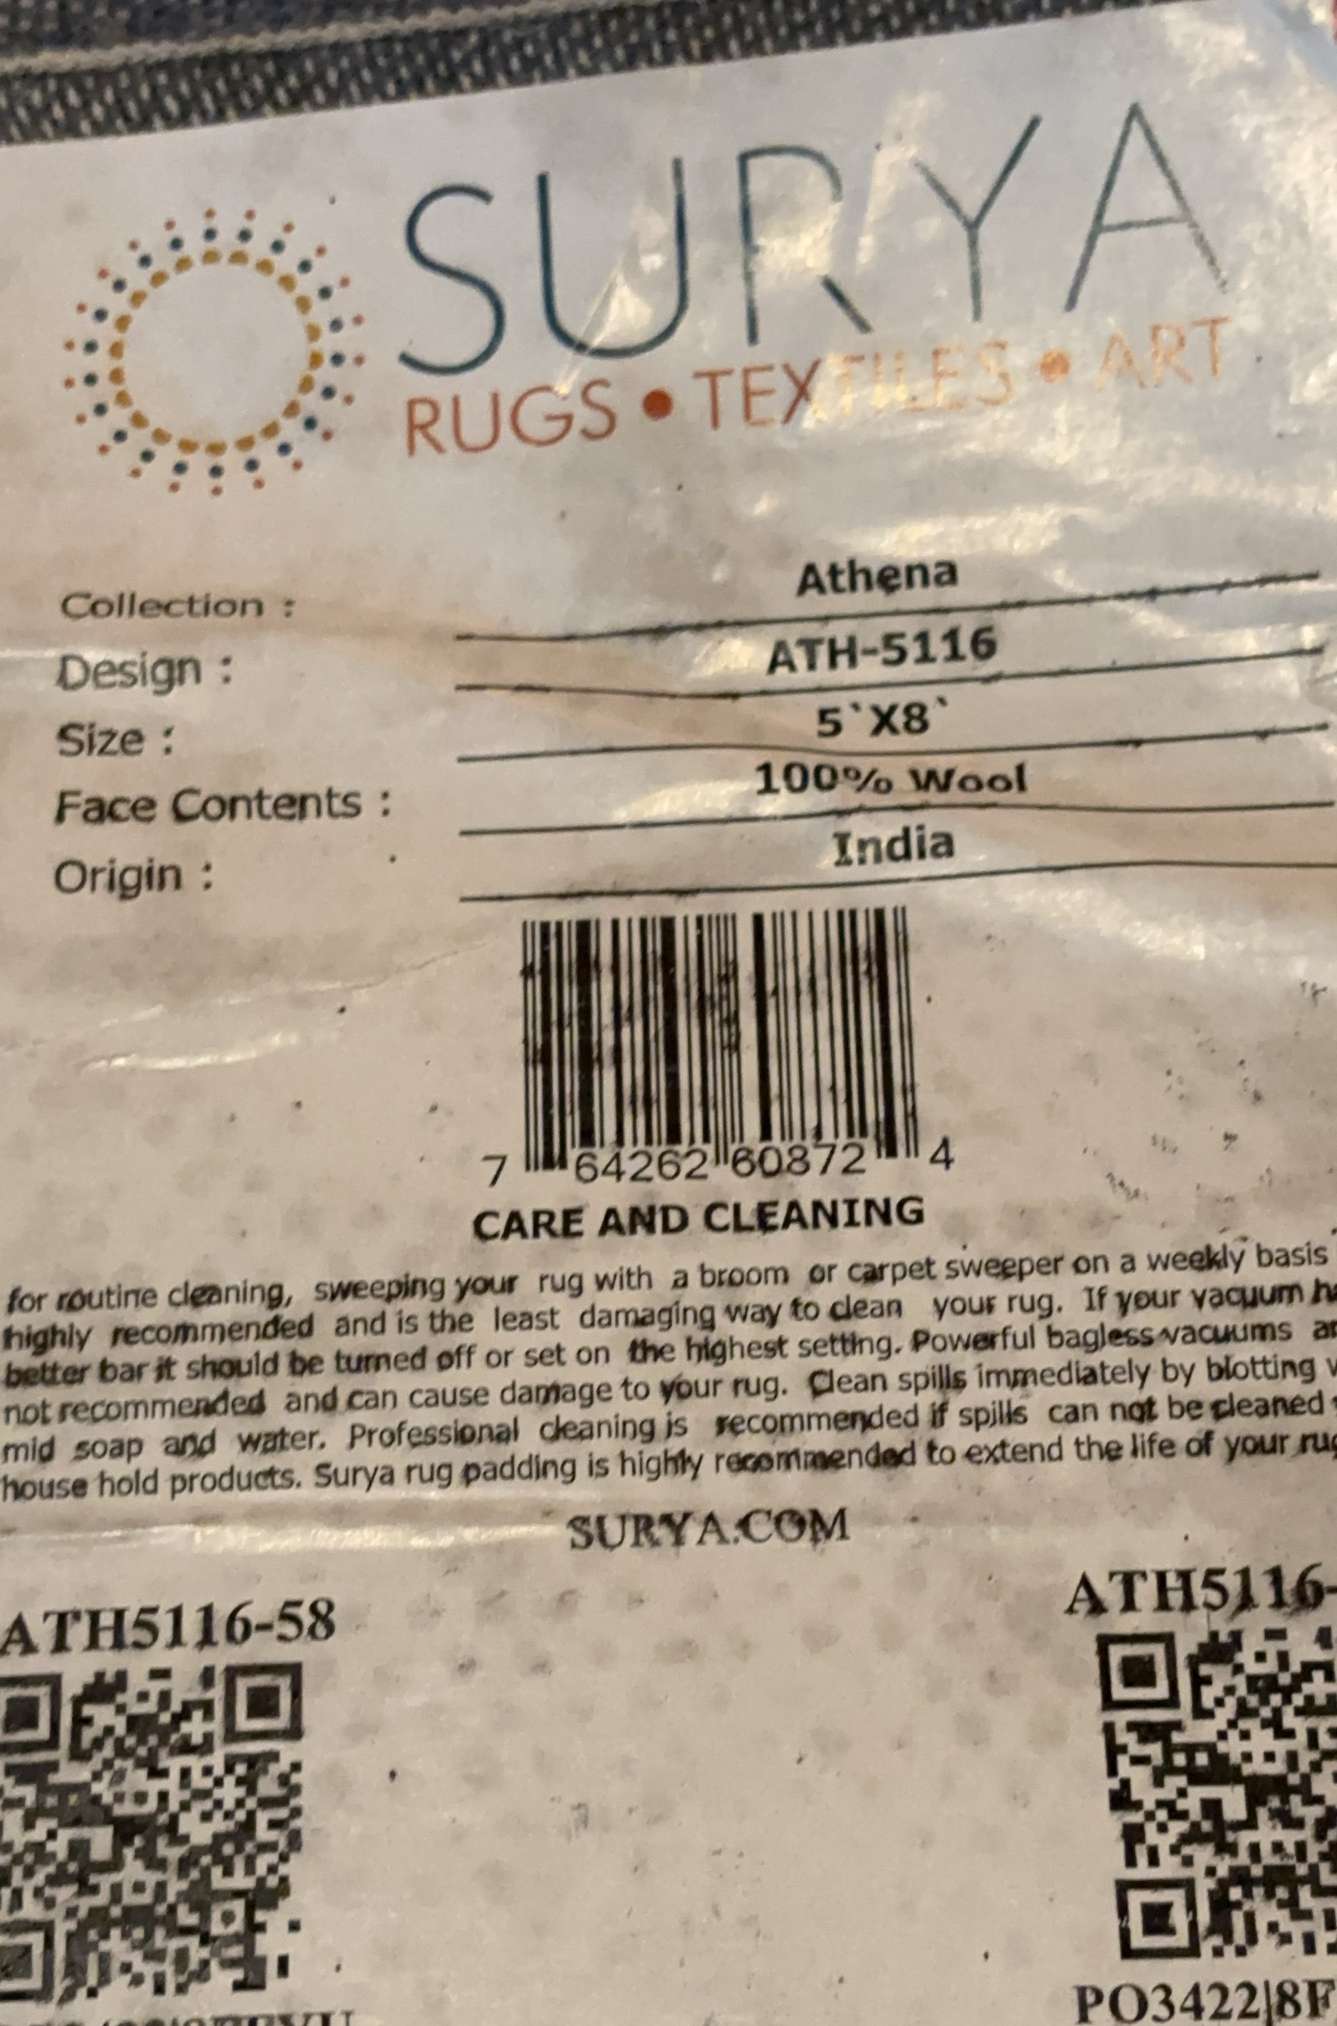 SURYA
RUGS • TEXTILES • ART
Collection : Athena
Design : ATH-5116
Size : 5`X8`
Face Contents : 100% Wool
Origin : India
7 64262 60872 4
CARE AND CLEANING
for routine cleaning, sweeping your rug with a broom or carpet sweeper on a weekly basis
highly recommended and is the least damaging way to clean your rug. If your vacuum
better bar it should be turned off or set on the highest setting. Powerful bagless vacuums
not recommended and can cause damage to your rug. Clean spills immediately by blotting
mid soap and water. Professional cleaning is recommended if spills can not be cleaned
house hold products. Surya rug padding is highly recommended to extend the life of your
SURYA.COM
ATH5116-58 ATH5116-
PO3422|8F